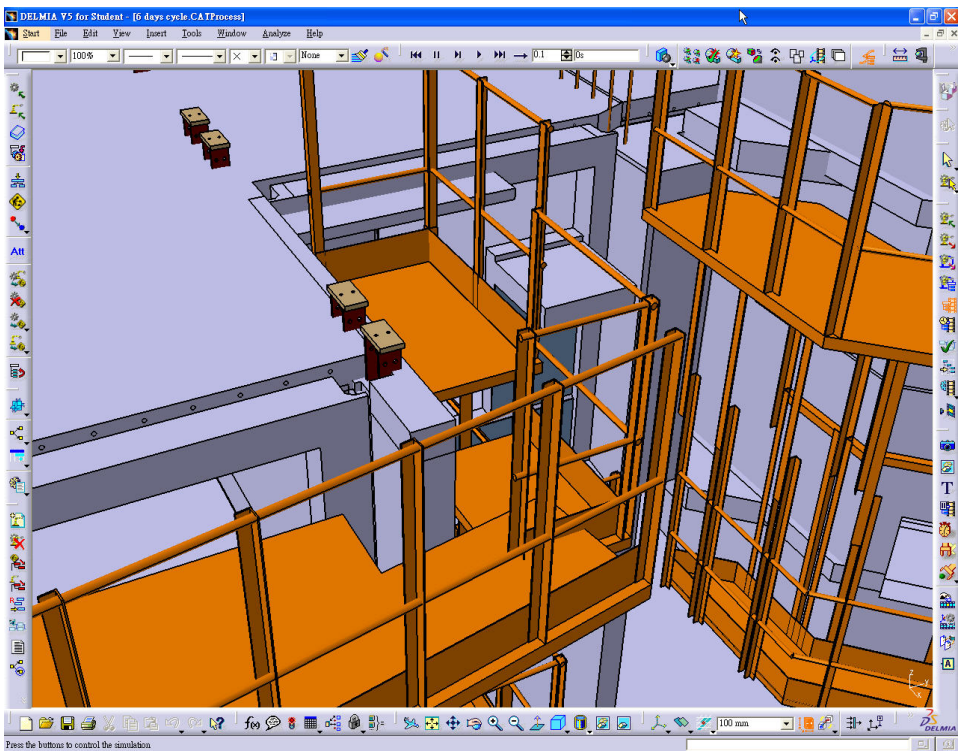 DELMIA V5 for Student - [6 days cycle.CATProcess]
Start File Edit View Insert Tools Window Analyze Help
100% None 0.1 0s
Att
T
A
z
y
x
f(x) 100 mm
DS DELMIA
Press the buttons to control the simulation